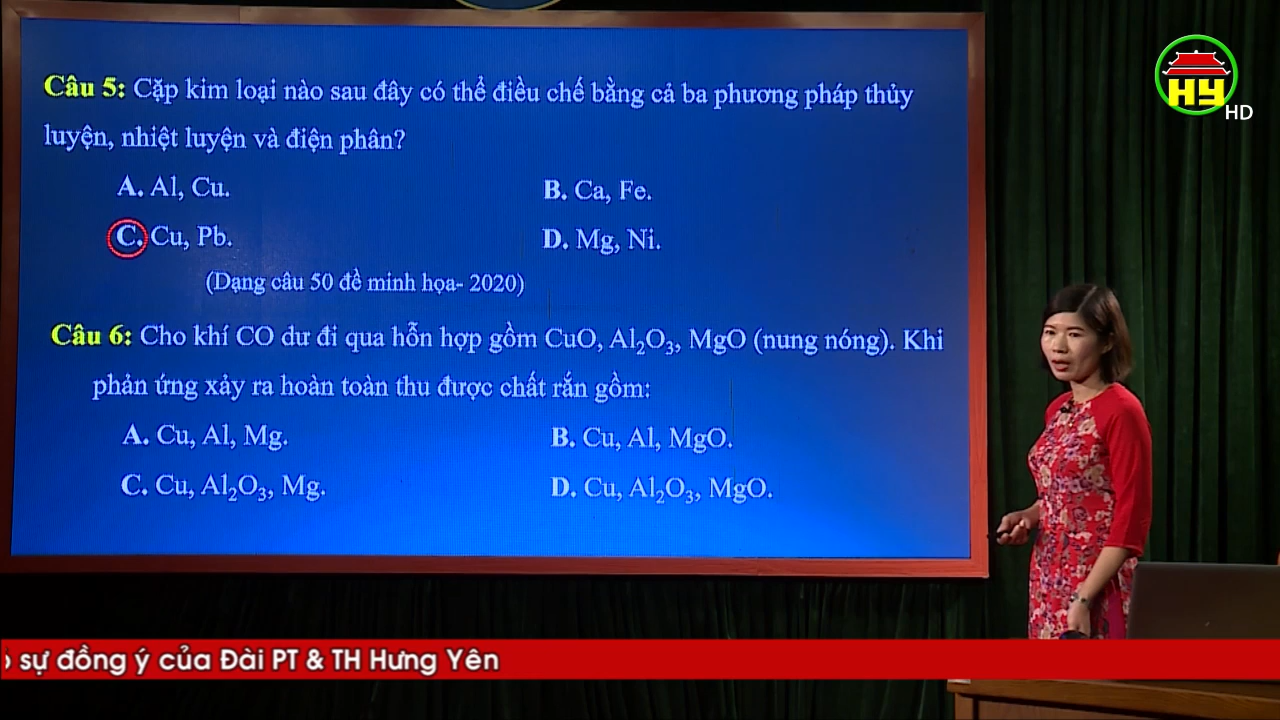 HY
HD
Câu 5: Cặp kim loại nào sau đây có thể điều chế bằng cả ba phương pháp thủy
luyện, nhiệt luyện và điện phân?
A. Al, Cu.
B. Ca, Fe.
C. Cu, Pb.
D. Mg, Ni.
(Dạng câu 50 đề minh họa- 2020)
Câu 6: Cho khí CO dư đi qua hỗn hợp gồm CuO, Al₂O₃, MgO (nung nóng). Khi
phản ứng xảy ra hoàn toàn thu được chất rắn gồm:
A. Cu, Al, Mg.
B. Cu, Al, MgO.
C. Cu, Al₂O₃, Mg.
D. Cu, Al₂O₃, MgO.
sự đồng ý của Đài PT & TH Hưng Yên